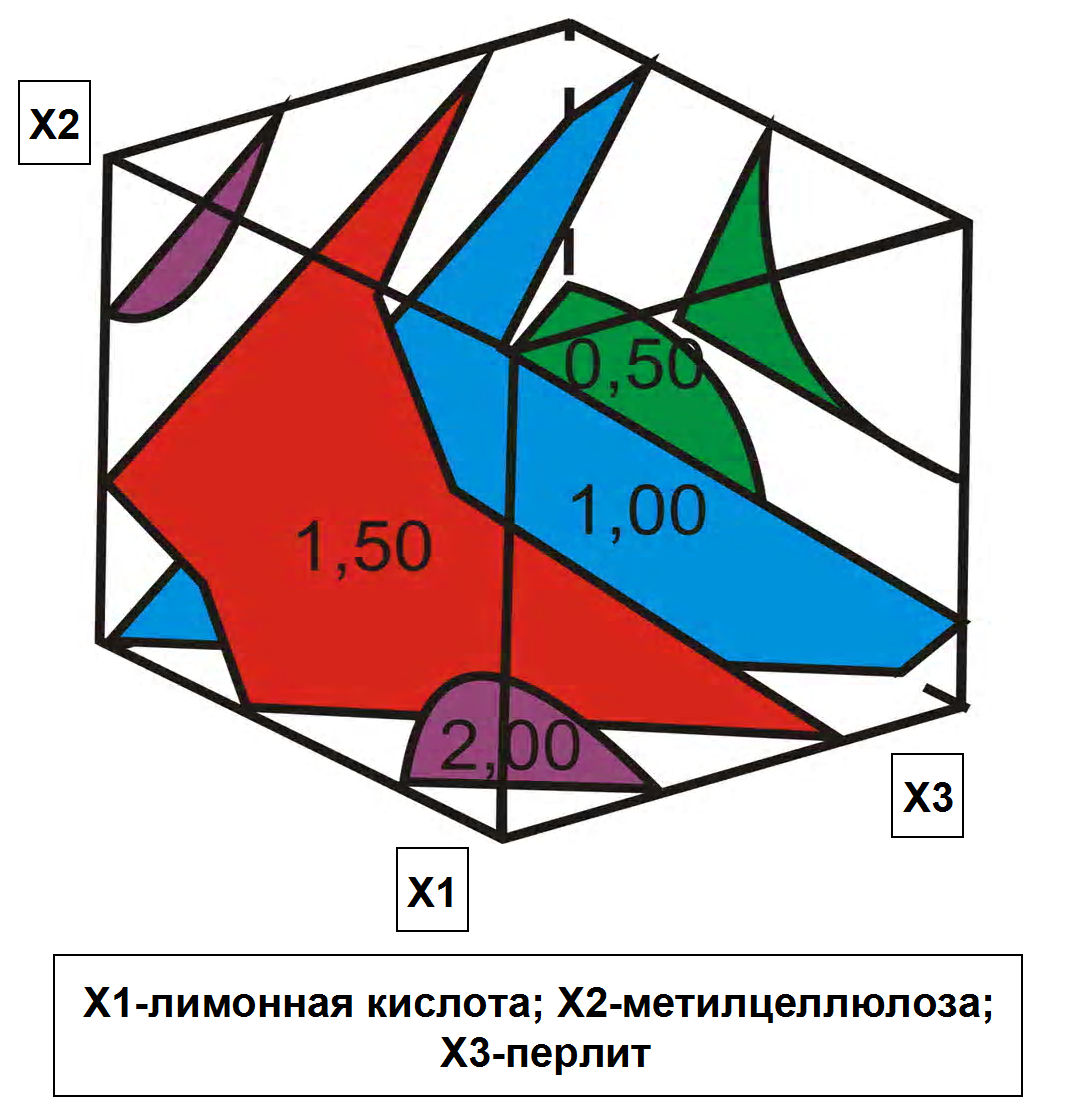 X2
0,50
1,00
1,50
2,00
X3
X1
X1-лимонная кислота; X2-метилцеллюлоза;
X3-перлит